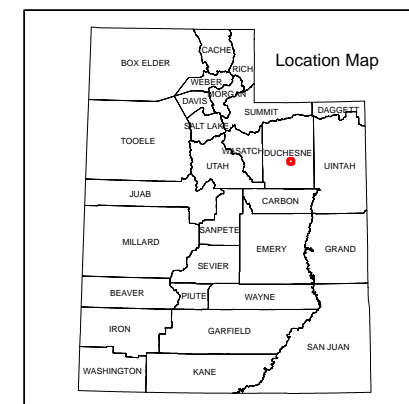 Location Map
CACHE
BOX ELDER
RICH
WEBER
MORGAN
DAVIS
SUMMIT
DAGGETT
SALT LAKE
TOOELE
WASATCH
DUCHESNE
UTAH
UINTAH
JUAB
CARBON
SANPETE
MILLARD
EMERY
GRAND
SEVIER
BEAVER
PIUTE
WAYNE
IRON
GARFIELD
SAN JUAN
WASHINGTON
KANE